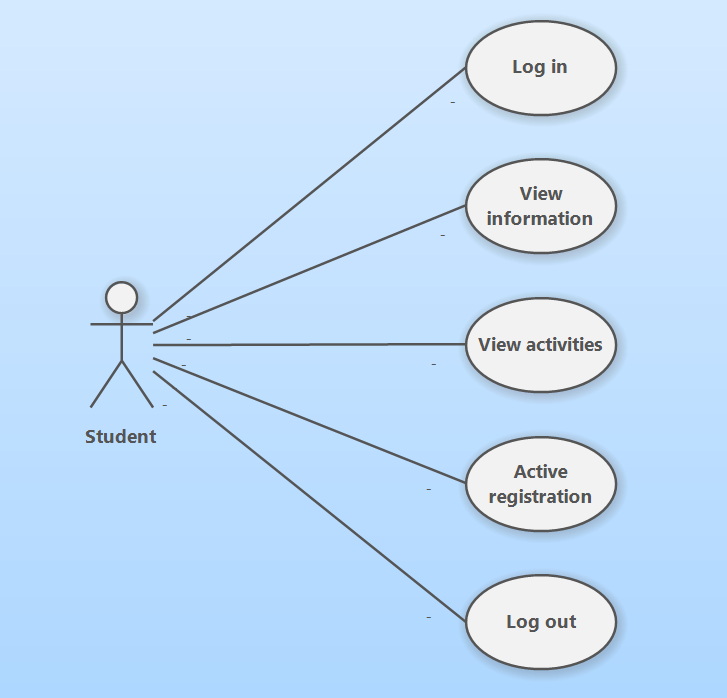 Log in
View
information
View activities
Student
Active
registration
Log out